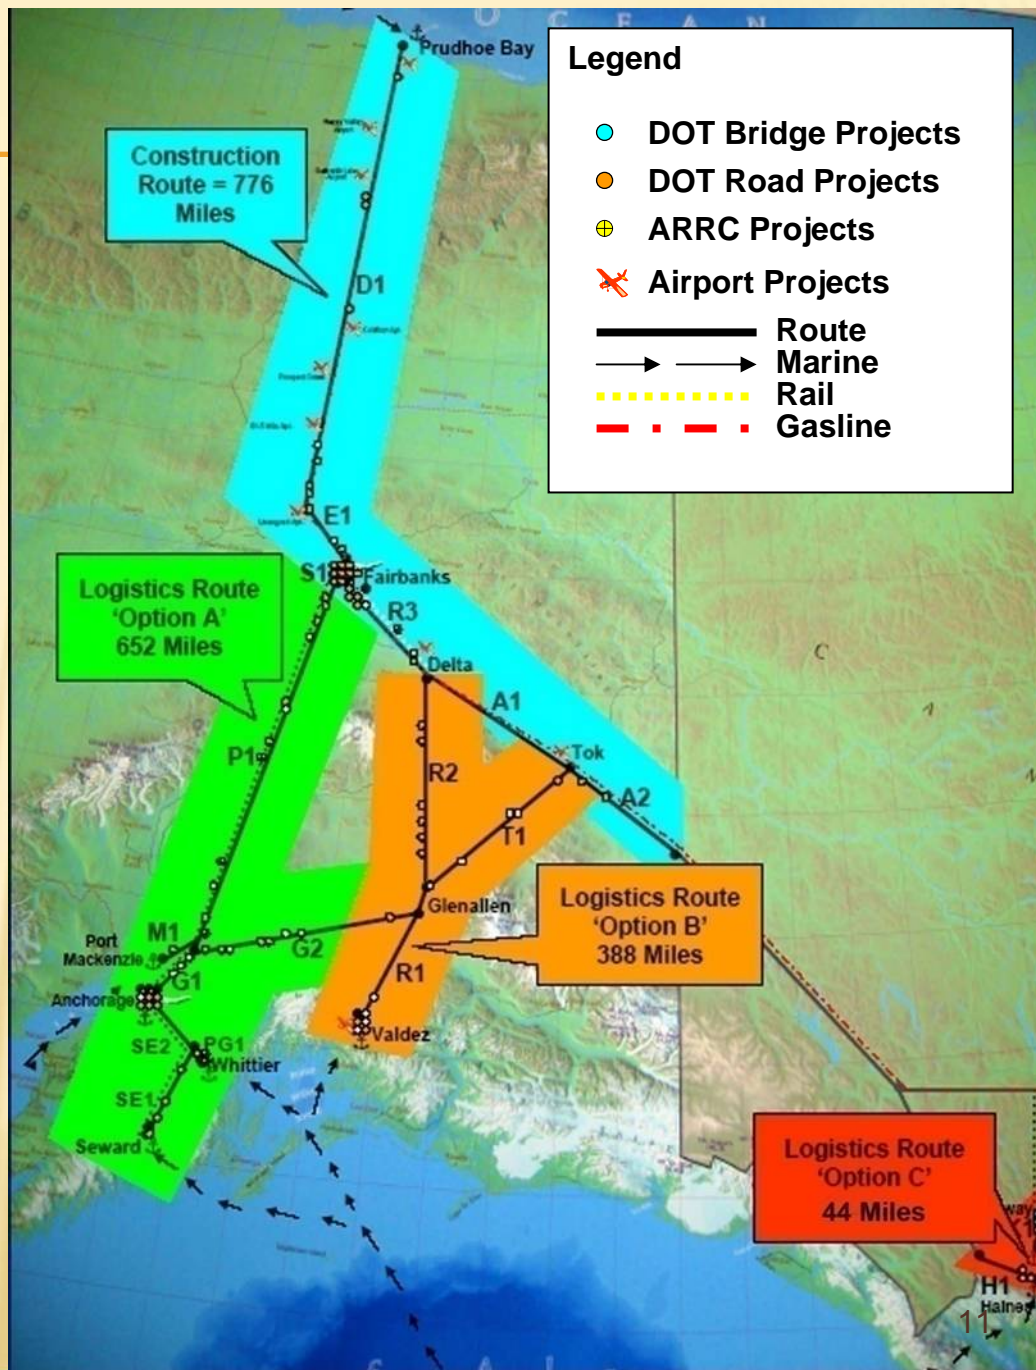 O C E A N
Prudhoe Bay
Legend
DOT Bridge Projects
DOT Road Projects
ARRC Projects
Airport Projects
Route
Marine
Rail
Gasline
Construction
Route = 776
Miles
D1
E1
S1
Fairbanks
R3
Delta
Logistics Route
'Option A'
652 Miles
A1
Tok
P1
R2
A2
T1
C
A
N
Glenallen
Logistics Route
'Option B'
388 Miles
M1
Port
Mackenzie
G2
G1
R1
Anchorage
Valdez
SE2
PG1
Whittier
SE1
Seward
Logistics Route
'Option C'
44 Miles
way
H1
Haines
11